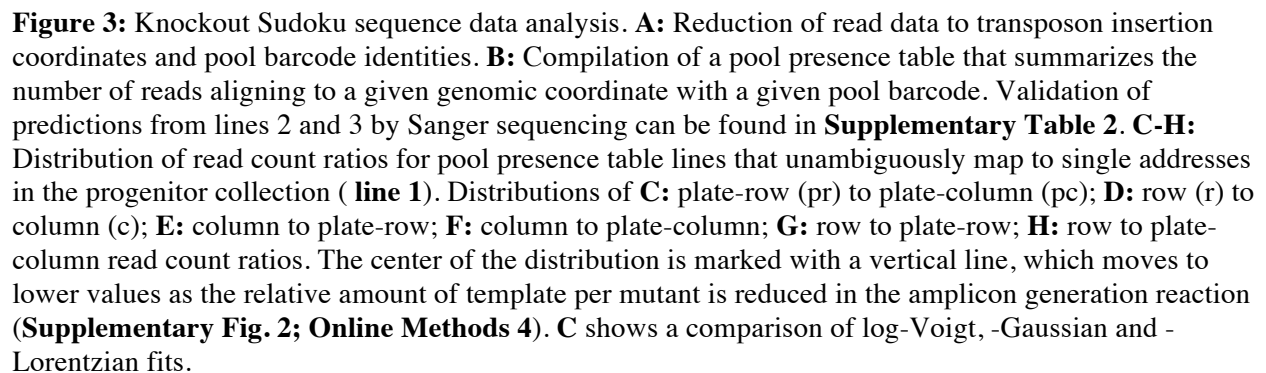 Figure 3: Knockout Sudoku sequence data analysis. A: Reduction of read data to transposon insertion
coordinates and pool barcode identities. B: Compilation of a pool presence table that summarizes the
number of reads aligning to a given genomic coordinate with a given pool barcode. Validation of
predictions from lines 2 and 3 by Sanger sequencing can be found in Supplementary Table 2. C-H:
Distribution of read count ratios for pool presence table lines that unambiguously map to single addresses
in the progenitor collection ( line 1). Distributions of C: plate-row (pr) to plate-column (pc); D: row (r) to
column (c); E: column to plate-row; F: column to plate-column; G: row to plate-row; H: row to plate-
column read count ratios. The center of the distribution is marked with a vertical line, which moves to
lower values as the relative amount of template per mutant is reduced in the amplicon generation reaction
(Supplementary Fig. 2; Online Methods 4). C shows a comparison of log-Voigt, -Gaussian and -
Lorentzian fits.